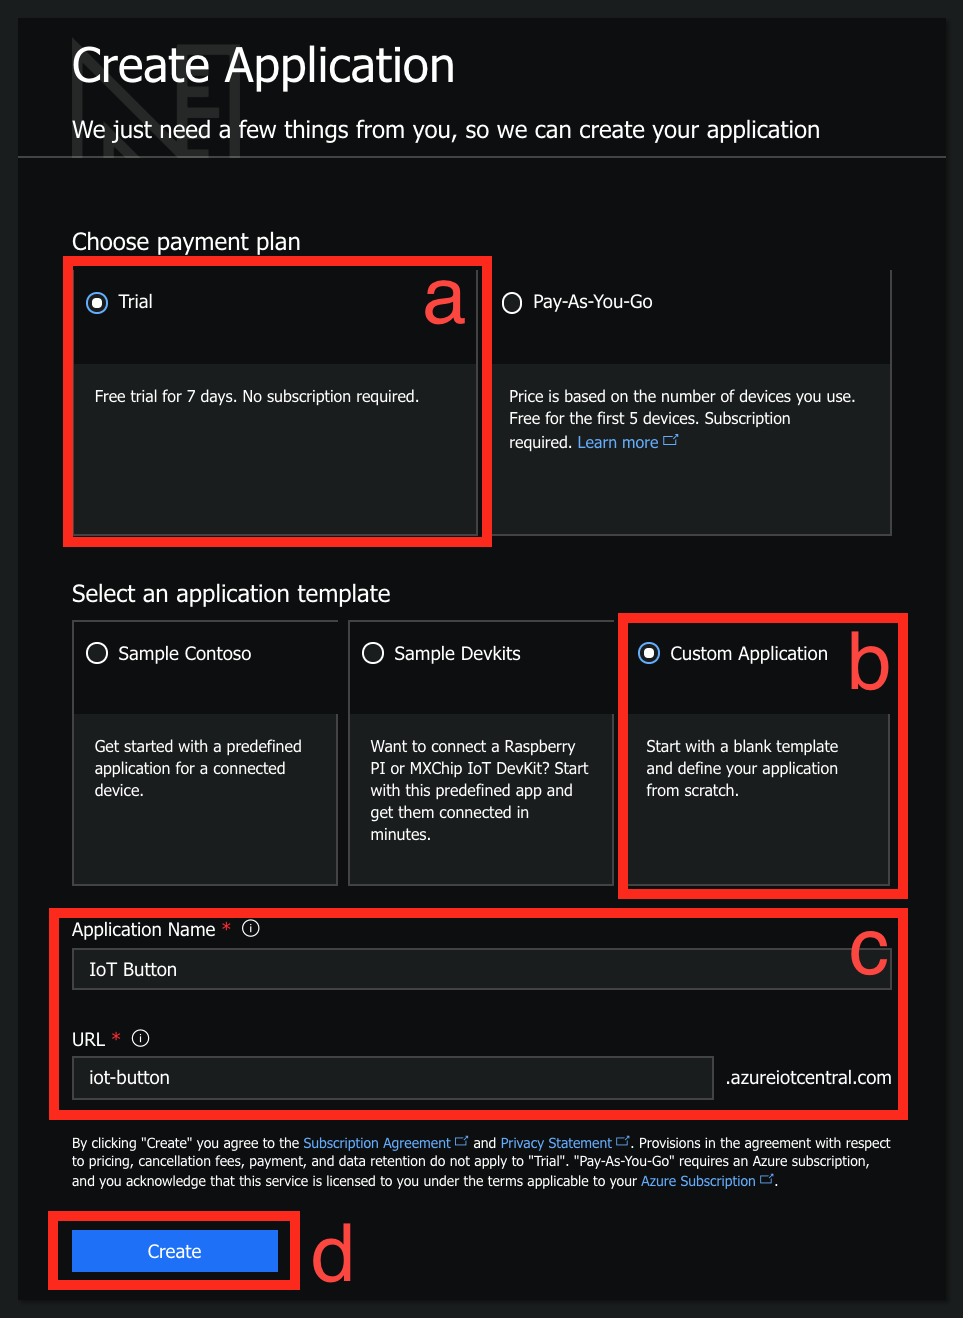 Create Application
We just need a few things from you, so we can create your application
Choose payment plan
a
Trial
Free trial for 7 days. No subscription required.
Pay-As-You-Go
Price is based on the number of devices you use.
Free for the first 5 devices. Subscription
required. Learn more
Select an application template
Sample Contoso
Get started with a predefined
application for a connected
device.
Sample Devkits
Want to connect a Raspberry
PI or MXChip IoT DevKit? Start
with this predefined app and
get them connected in
minutes.
b
Custom Application
Start with a blank template
and define your application
from scratch.
c
Application Name *
IoT Button
URL *
iot-button
.azureiotcentral.com
By clicking "Create" you agree to the Subscription Agreement and Privacy Statement. Provisions in the agreement with respect
to pricing, cancellation fees, payment, and data retention do not apply to "Trial". "Pay-As-You-Go" requires an Azure subscription,
and you acknowledge that this service is licensed to you under the terms applicable to your Azure Subscription.
Create
d